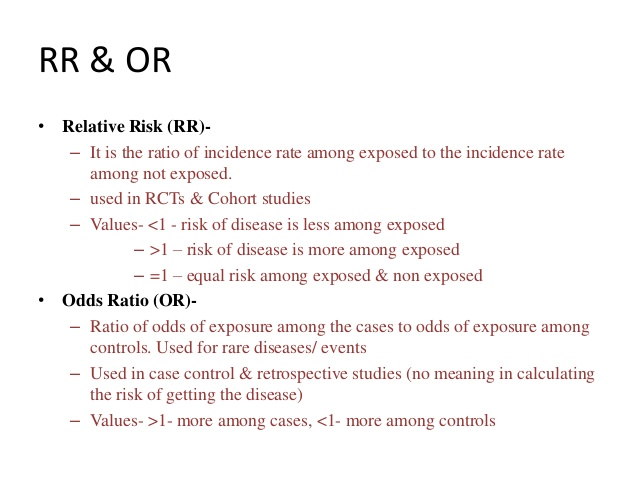 RR & OR
• Relative Risk (RR)-
– It is the ratio of incidence rate among exposed to the incidence rate
among not exposed.
– used in RCTs & Cohort studies
– Values- <1 - risk of disease is less among exposed
– >1 – risk of disease is more among exposed
– =1 – equal risk among exposed & non exposed
• Odds Ratio (OR)-
– Ratio of odds of exposure among the cases to odds of exposure among
controls. Used for rare diseases/ events
– Used in case control & retrospective studies (no meaning in calculating
the risk of getting the disease)
– Values- >1- more among cases, <1- more among controls